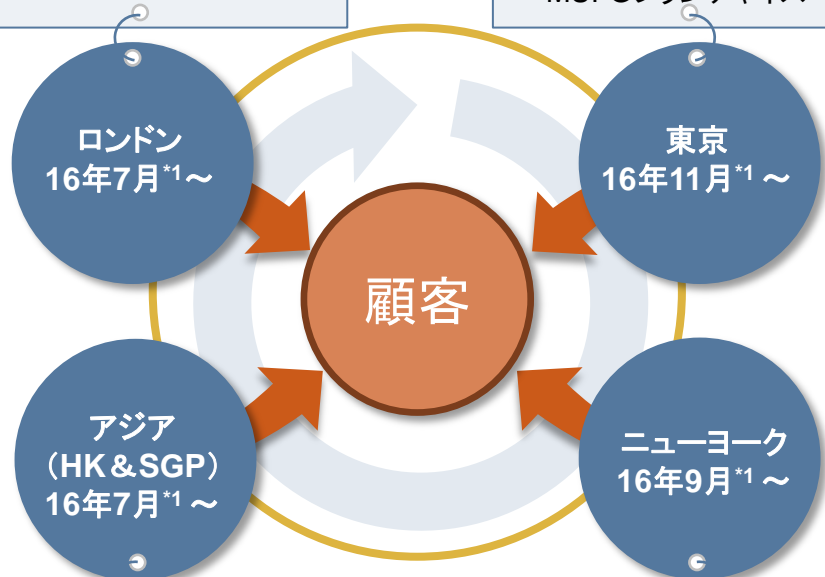 ロンドン
16年7月*1～
東京
16年11月*1 ～
顧客
アジア
（HK＆SGP）
16年7月*1 ～
ニューヨーク
16年9月*1 ～